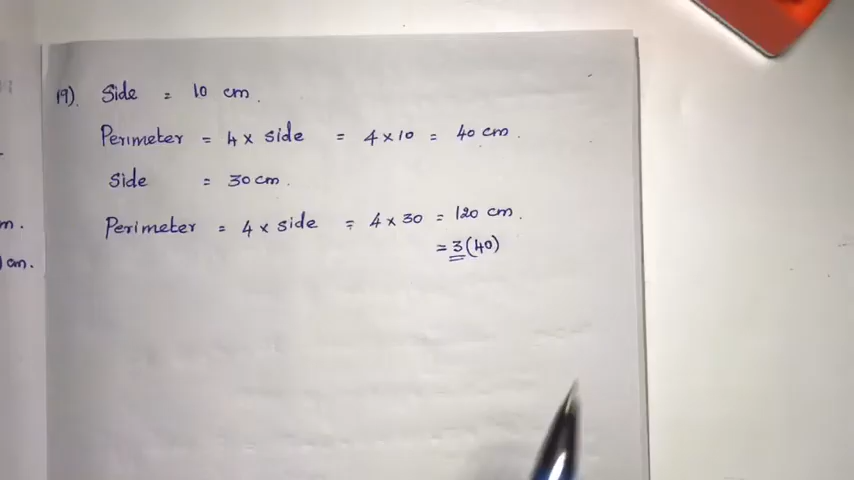 19). Side = 10 cm.
Perimeter = 4 × side = 4 × 10 = 40 cm.
Side = 30 cm.
Perimeter = 4 × side = 4 × 30 = 120 cm.
= 3(40)
m.
cm.